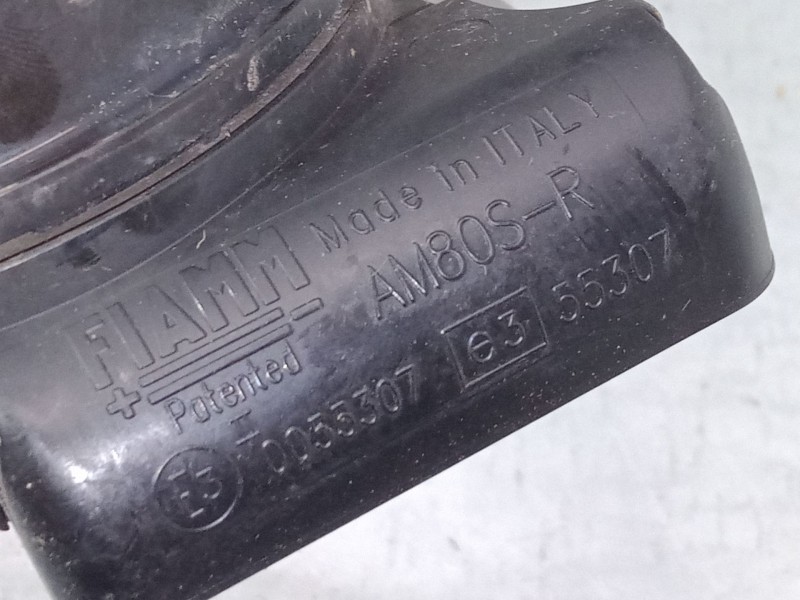 FIAMM Made in ITALY
+ - AM80S-R
Patented e3 55307
E3 I 0055307